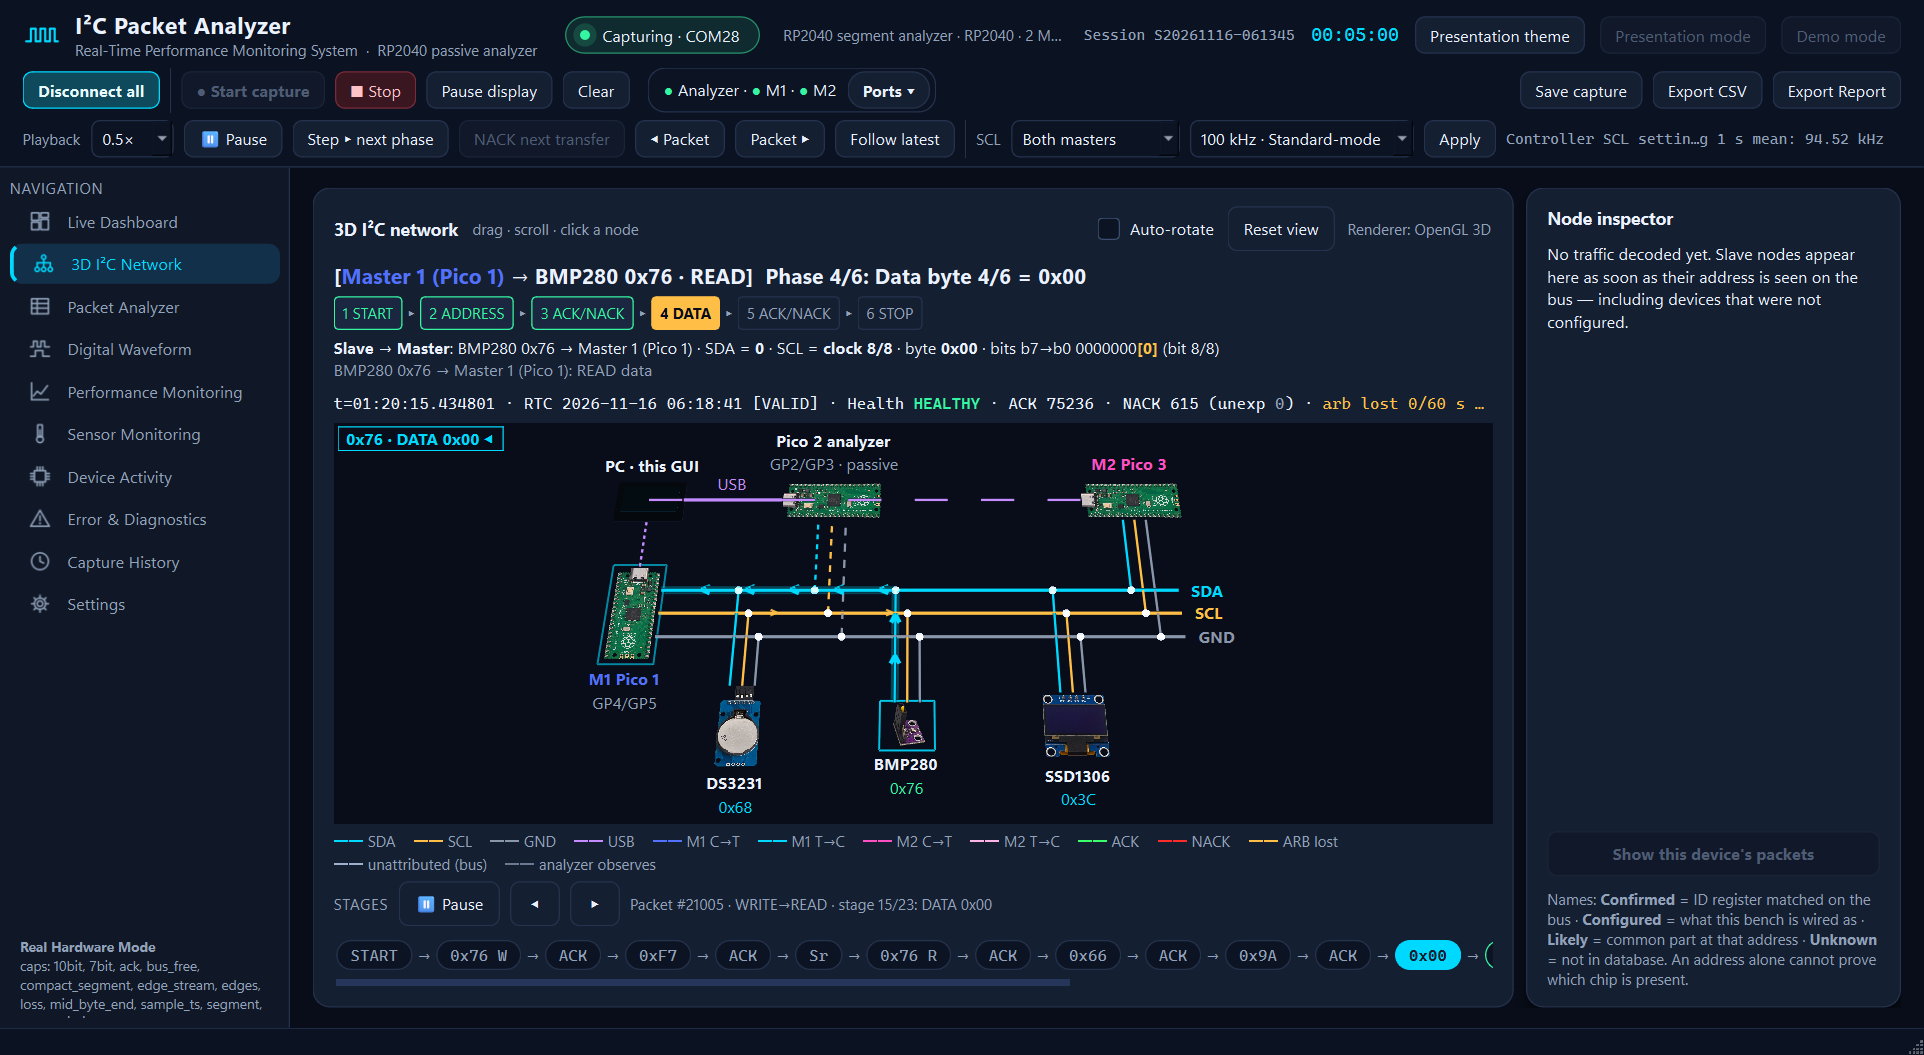 I²C Packet Analyzer
Real-Time Performance Monitoring System · RP2040 passive analyzer
Capturing · COM28
RP2040 segment analyzer · RP2040 · 2 M...
Session S20261116-061345
00:05:00
Presentation theme
Presentation mode
Demo mode
Disconnect all
● Start capture
Stop
Pause display
Clear
● Analyzer · ● M1 · ● M2
Ports ▾
Save capture
Export CSV
Export Report
Playback
0.5×
Pause
Step ▸ next phase
NACK next transfer
◂ Packet
Packet ▸
Follow latest
SCL
Both masters
100 kHz · Standard-mode
Apply
Controller SCL settin…g 1 s mean: 94.52 kHz
NAVIGATION
Live Dashboard
3D I²C Network
Packet Analyzer
Digital Waveform
Performance Monitoring
Sensor Monitoring
Device Activity
Error & Diagnostics
Capture History
Settings
Real Hardware Mode
caps: 10bit, 7bit, ack, bus_free,
compact_segment, edge_stream, edges,
loss, mid_byte_end, sample_ts, segment,
3D I²C network
drag · scroll · click a node
Auto-rotate
Reset view
Renderer: OpenGL 3D
[Master 1 (Pico 1) → BMP280 0x76 · READ] Phase 4/6: Data byte 4/6 = 0x00
1 START ▸ 2 ADDRESS ▸ 3 ACK/NACK ▸ 4 DATA ▸ 5 ACK/NACK ▸ 6 STOP
Slave → Master: BMP280 0x76 → Master 1 (Pico 1) · SDA = 0 · SCL = clock 8/8 · byte 0x00 · bits b7→b0 0000000[0] (bit 8/8)
BMP280 0x76 → Master 1 (Pico 1): READ data
t=01:20:15.434801 · RTC 2026-11-16 06:18:41 [VALID] · Health HEALTHY · ACK 75236 · NACK 615 (unexp 0) · arb lost 0/60 s …
0x76 · DATA 0x00 ◂
Pico 2 analyzer
GP2/GP3 · passive
PC · this GUI
USB
M2 Pico 3
SDA
SCL
GND
M1 Pico 1
GP4/GP5
DS3231
0x68
BMP280
0x76
SSD1306
0x3C
SDA SCL GND USB M1 C→T M1 T→C M2 C→T M2 T→C ACK NACK ARB lost
unattributed (bus) analyzer observes
STAGES
Pause
◂
▸
Packet #21005 · WRITE→READ · stage 15/23: DATA 0x00
START → 0x76 W → ACK → 0xF7 → ACK → Sr → 0x76 R → ACK → 0x66 → ACK → 0x9A → ACK → 0x00 →
Node inspector
No traffic decoded yet. Slave nodes appear
here as soon as their address is seen on the
bus — including devices that were not
configured.
Show this device's packets
Names: Confirmed = ID register matched on the
bus · Configured = what this bench is wired as ·
Likely = common part at that address · Unknown
= not in database. An address alone cannot prove
which chip is present.